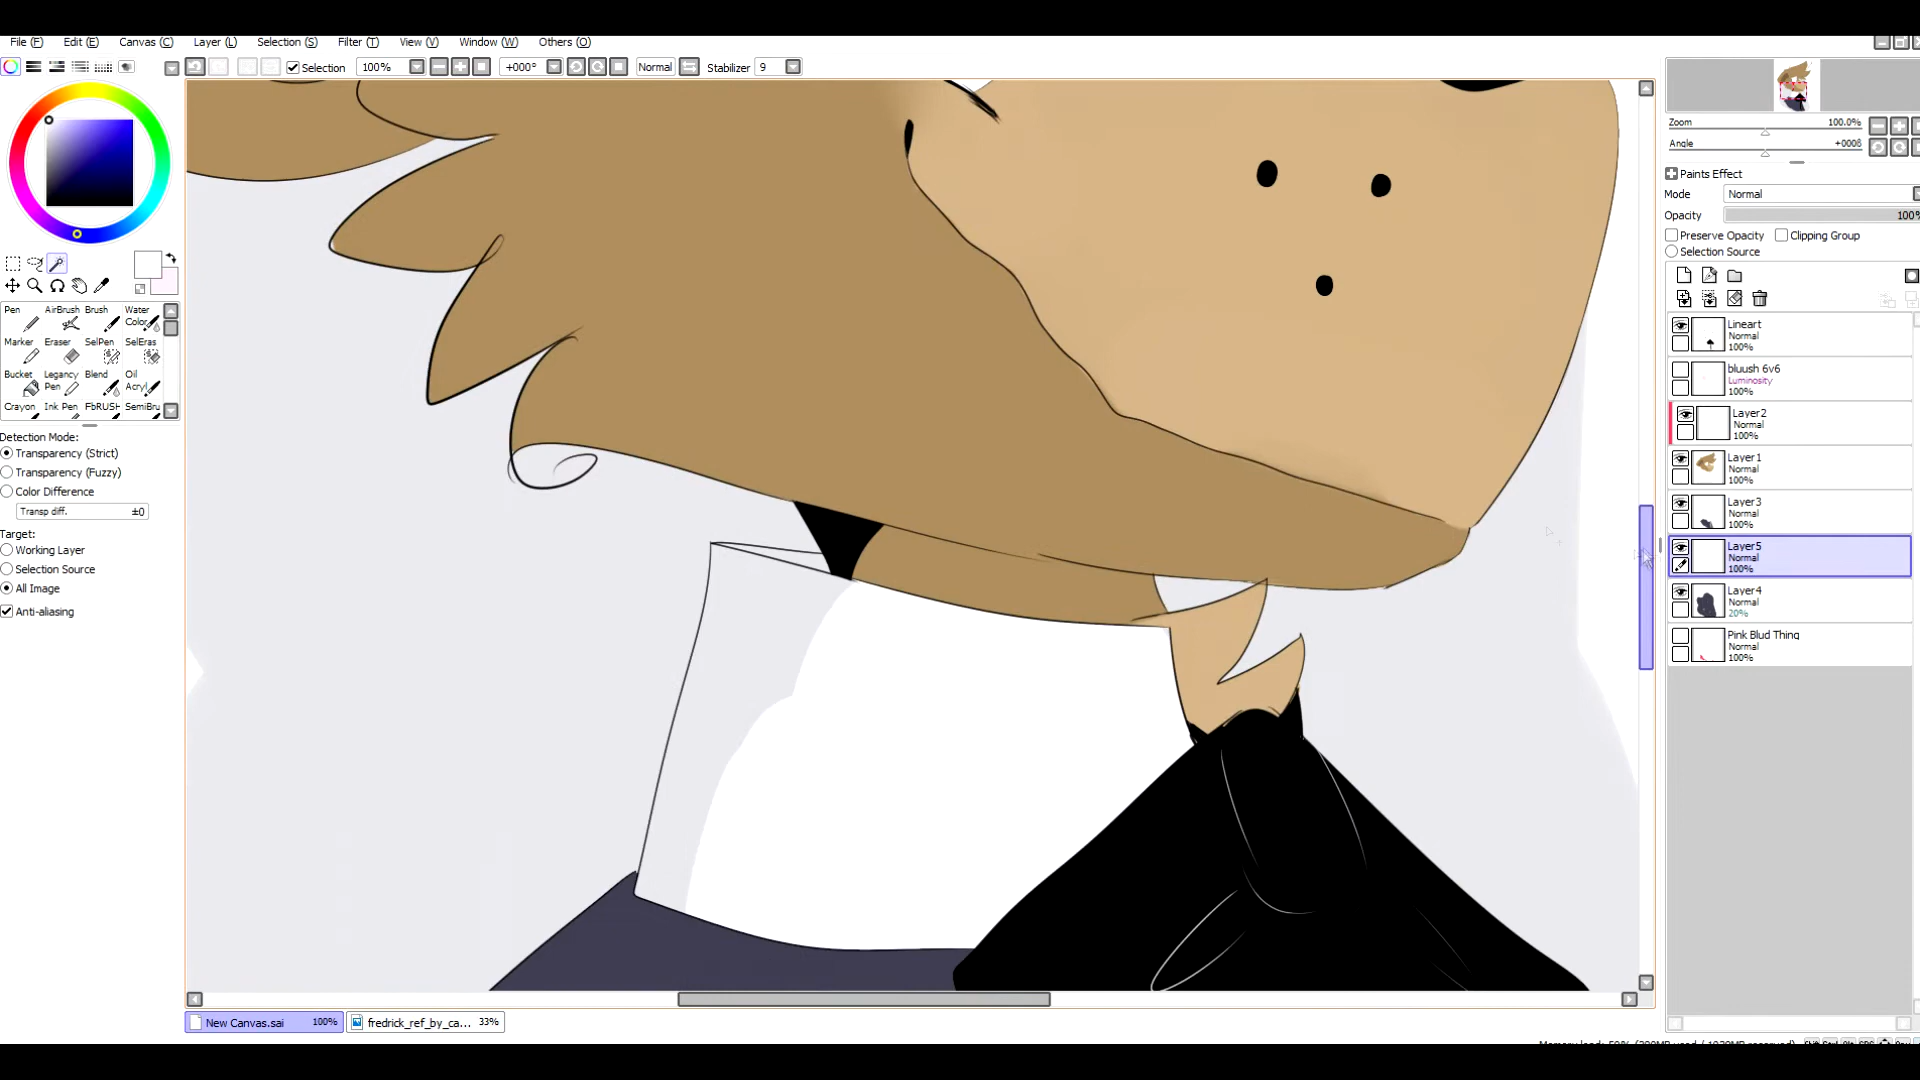 File (F) Edit (E) Canvas (C) Layer (L) Selection (S) Filter (T) View (V) Window (W) Others (O)
Selection 100% +000° Normal Stabilizer 9
Zoom 100.0%
Angle
Paints Effect
Mode Normal
Opacity 100%
Preserve Opacity Clipping Group
Selection Source
Pen AirBrush Brush Water Color
Marker Eraser SelPen SelEras
Bucket Legacy Pen Blend Oil Acryl
Crayon Ink Pen FbRUSH SemiBru
Detection Mode:
Transparency (Strict)
Transparency (Fuzzy)
Color Difference
Transp diff. ±0
Target:
Working Layer
Selection Source
All Image
Anti-aliasing
Lineart
Normal
100%
bluush 6v6
Luminosity
100%
Layer2
Normal
100%
Layer1
Normal
100%
Layer3
Normal
100%
Layer5
Normal
100%
Layer4
Normal
20%
Pink Blud Thing
Normal
100%
New Canvas.sai 100% fredrick_ref_by_ca... 33%